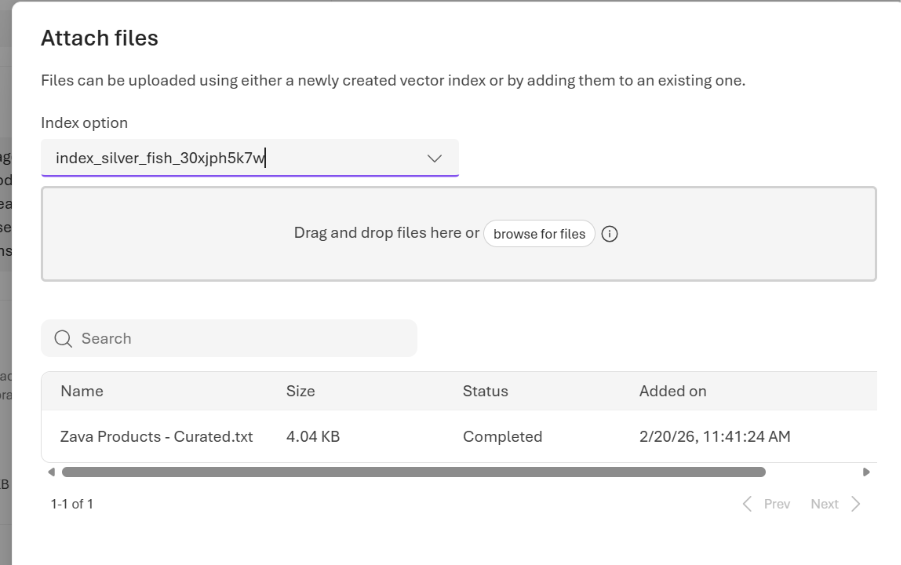 Attach files
Files can be uploaded using either a newly created vector index or by adding them to an existing one.
Index option
index_silver_fish_30xjph5k7w
Drag and drop files here or browse for files
Search
Name Size Status Added on
Zava Products - Curated.txt 4.04 KB Completed 2/20/26, 11:41:24 AM
1-1 of 1 Prev Next